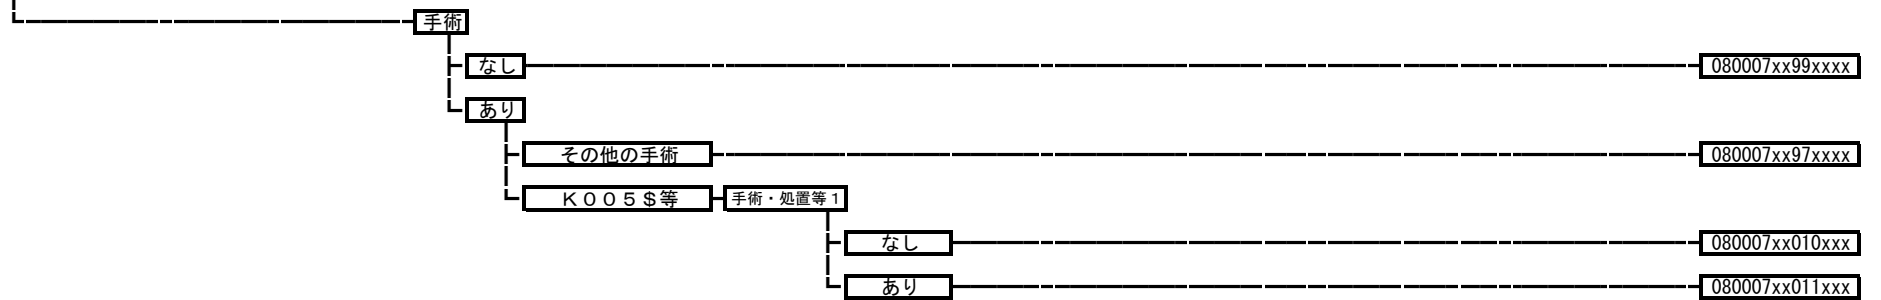 手術
なし 080007xx99xxxx
あり
その他の手術 080007xx97xxxx
Ｋ００５＄等 手術・処置等１
なし 080007xx010xxx
あり 080007xx011xxx